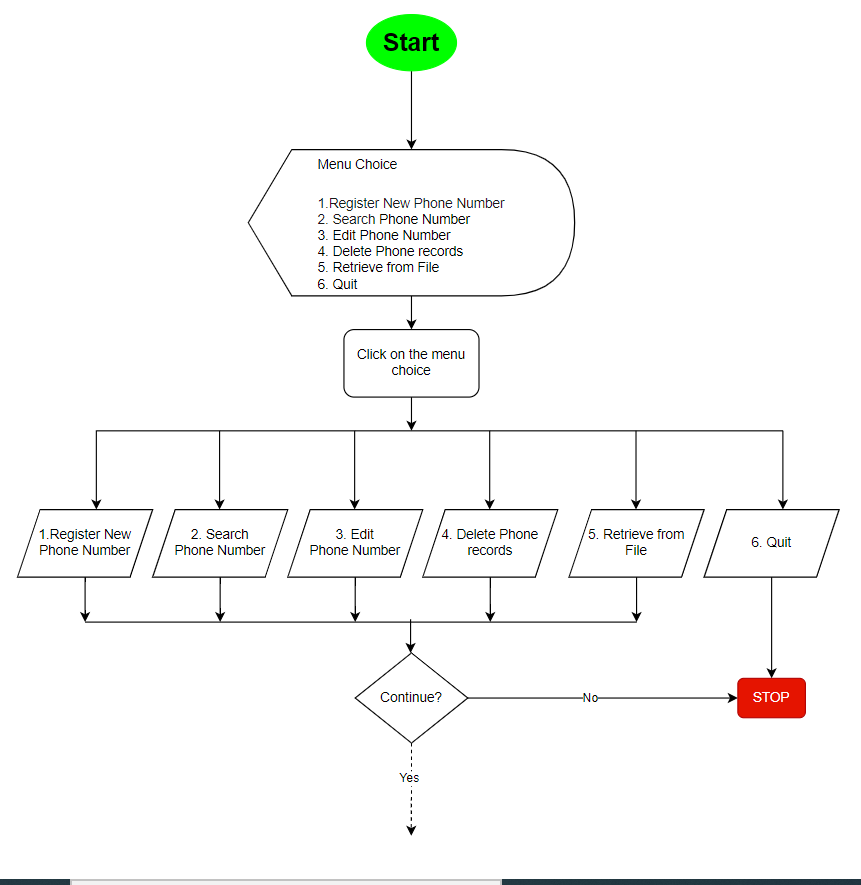 Start
Menu Choice
1.Register New Phone Number
2. Search Phone Number
3. Edit Phone Number
4. Delete Phone records
5. Retrieve from File
6. Quit
Click on the menu
choice
1.Register New
Phone Number
2. Search
Phone Number
3. Edit
Phone Number
4. Delete Phone
records
5. Retrieve from
File
6. Quit
Continue?
No
STOP
Yes